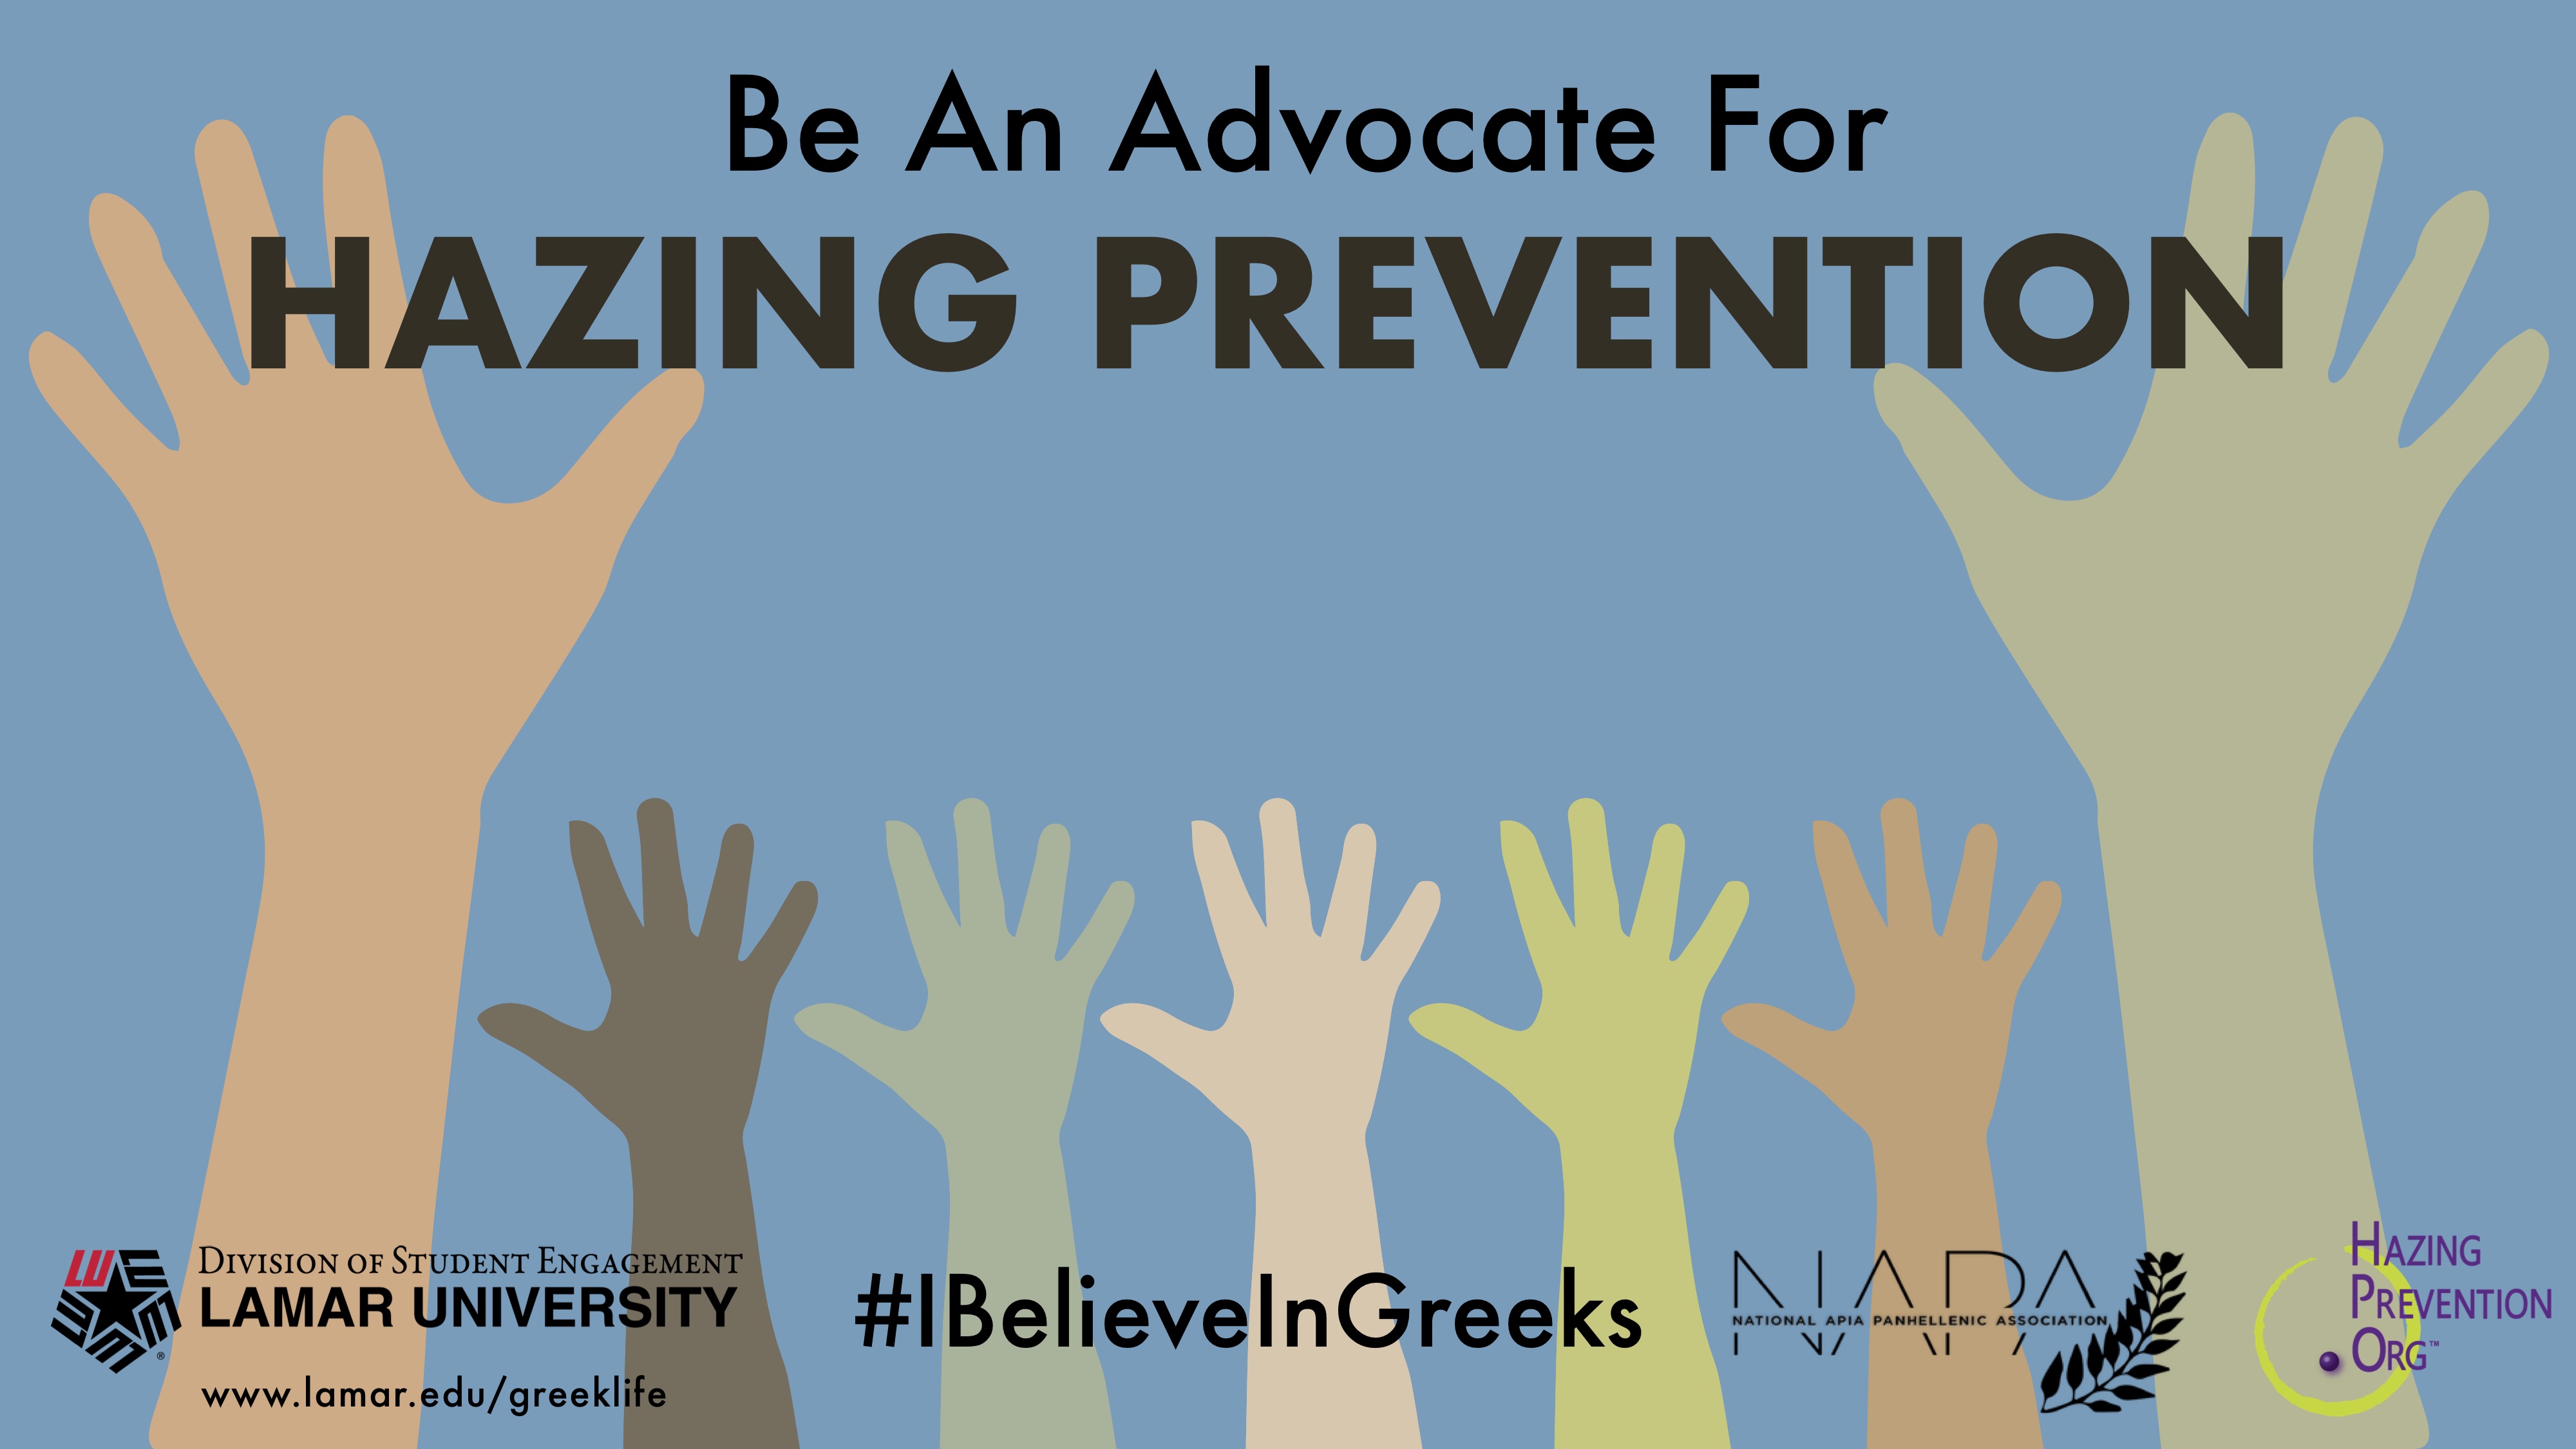 Be An Advocate For
HAZING PREVENTION
DIVISION OF STUDENT ENGAGEMENT
LAMAR UNIVERSITY
www.lamar.edu/greeklife
#IBelieveInGreeks
NAPA
NATIONAL APIA PANHELLENIC ASSOCIATION
HAZING
PREVENTION
ORG™
LU
®